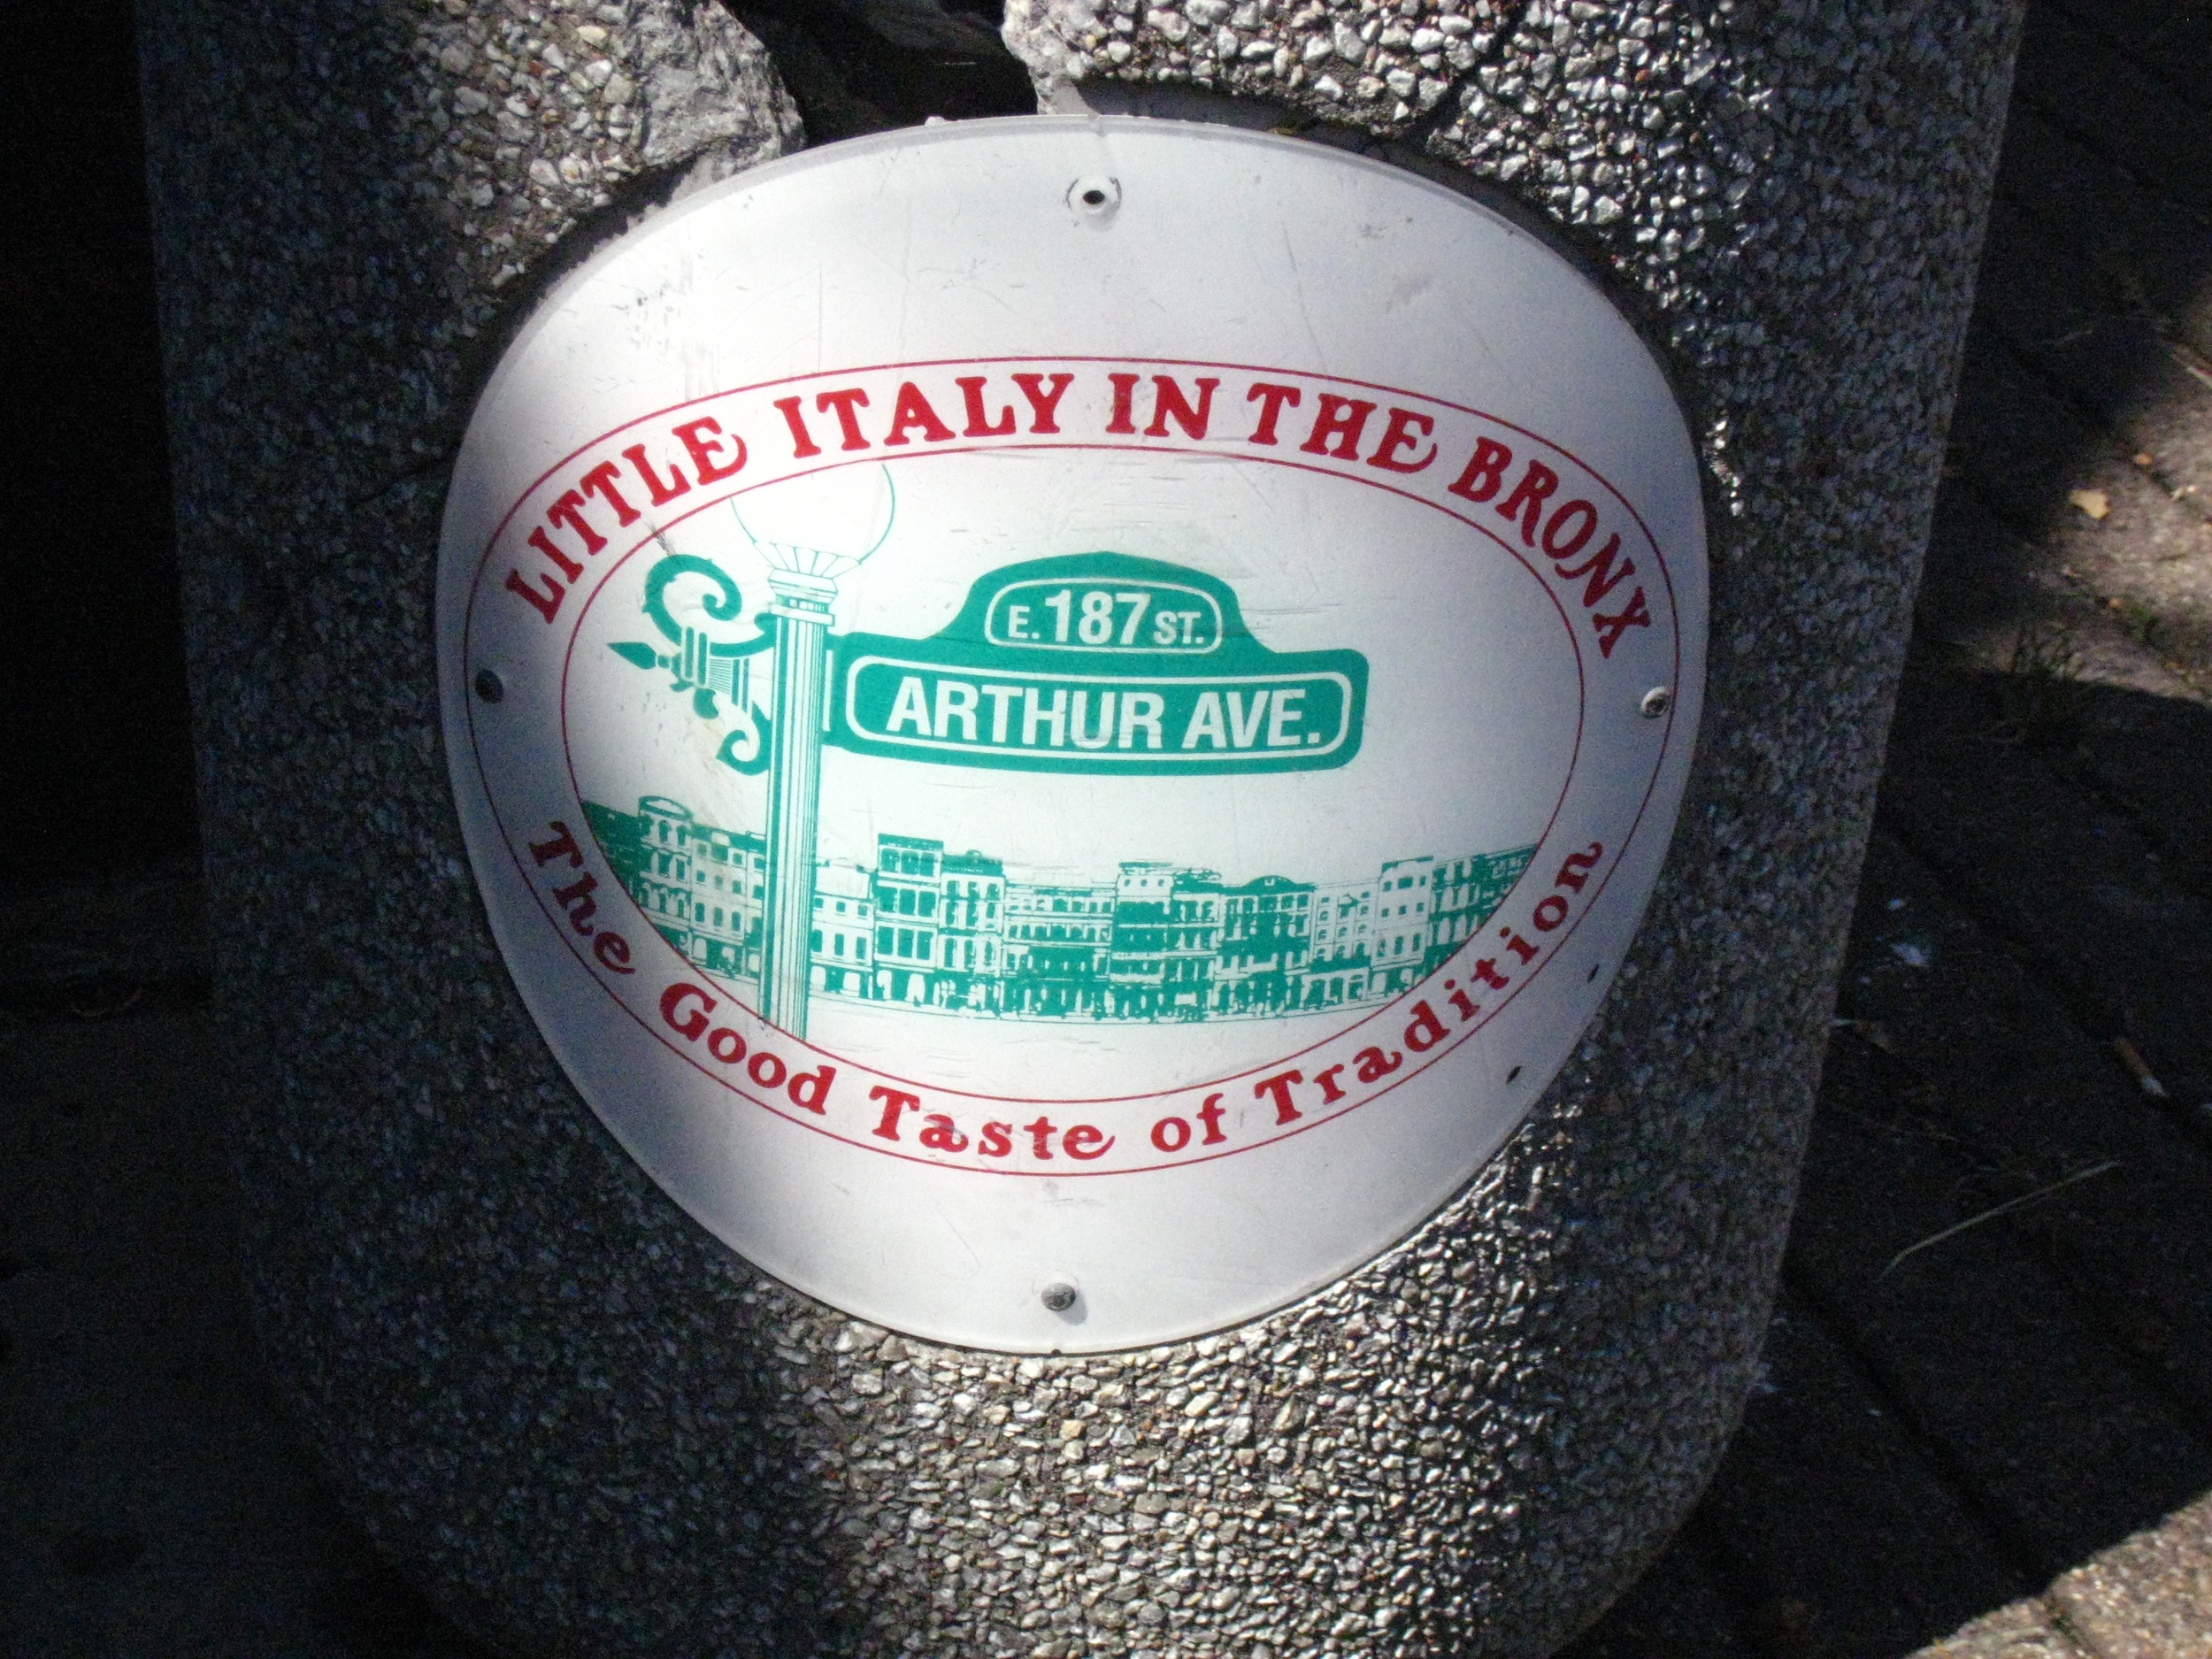 LITTLE ITALY IN THE BRONX
E. 187 ST.
ARTHUR AVE.
The Good Taste of Tradition